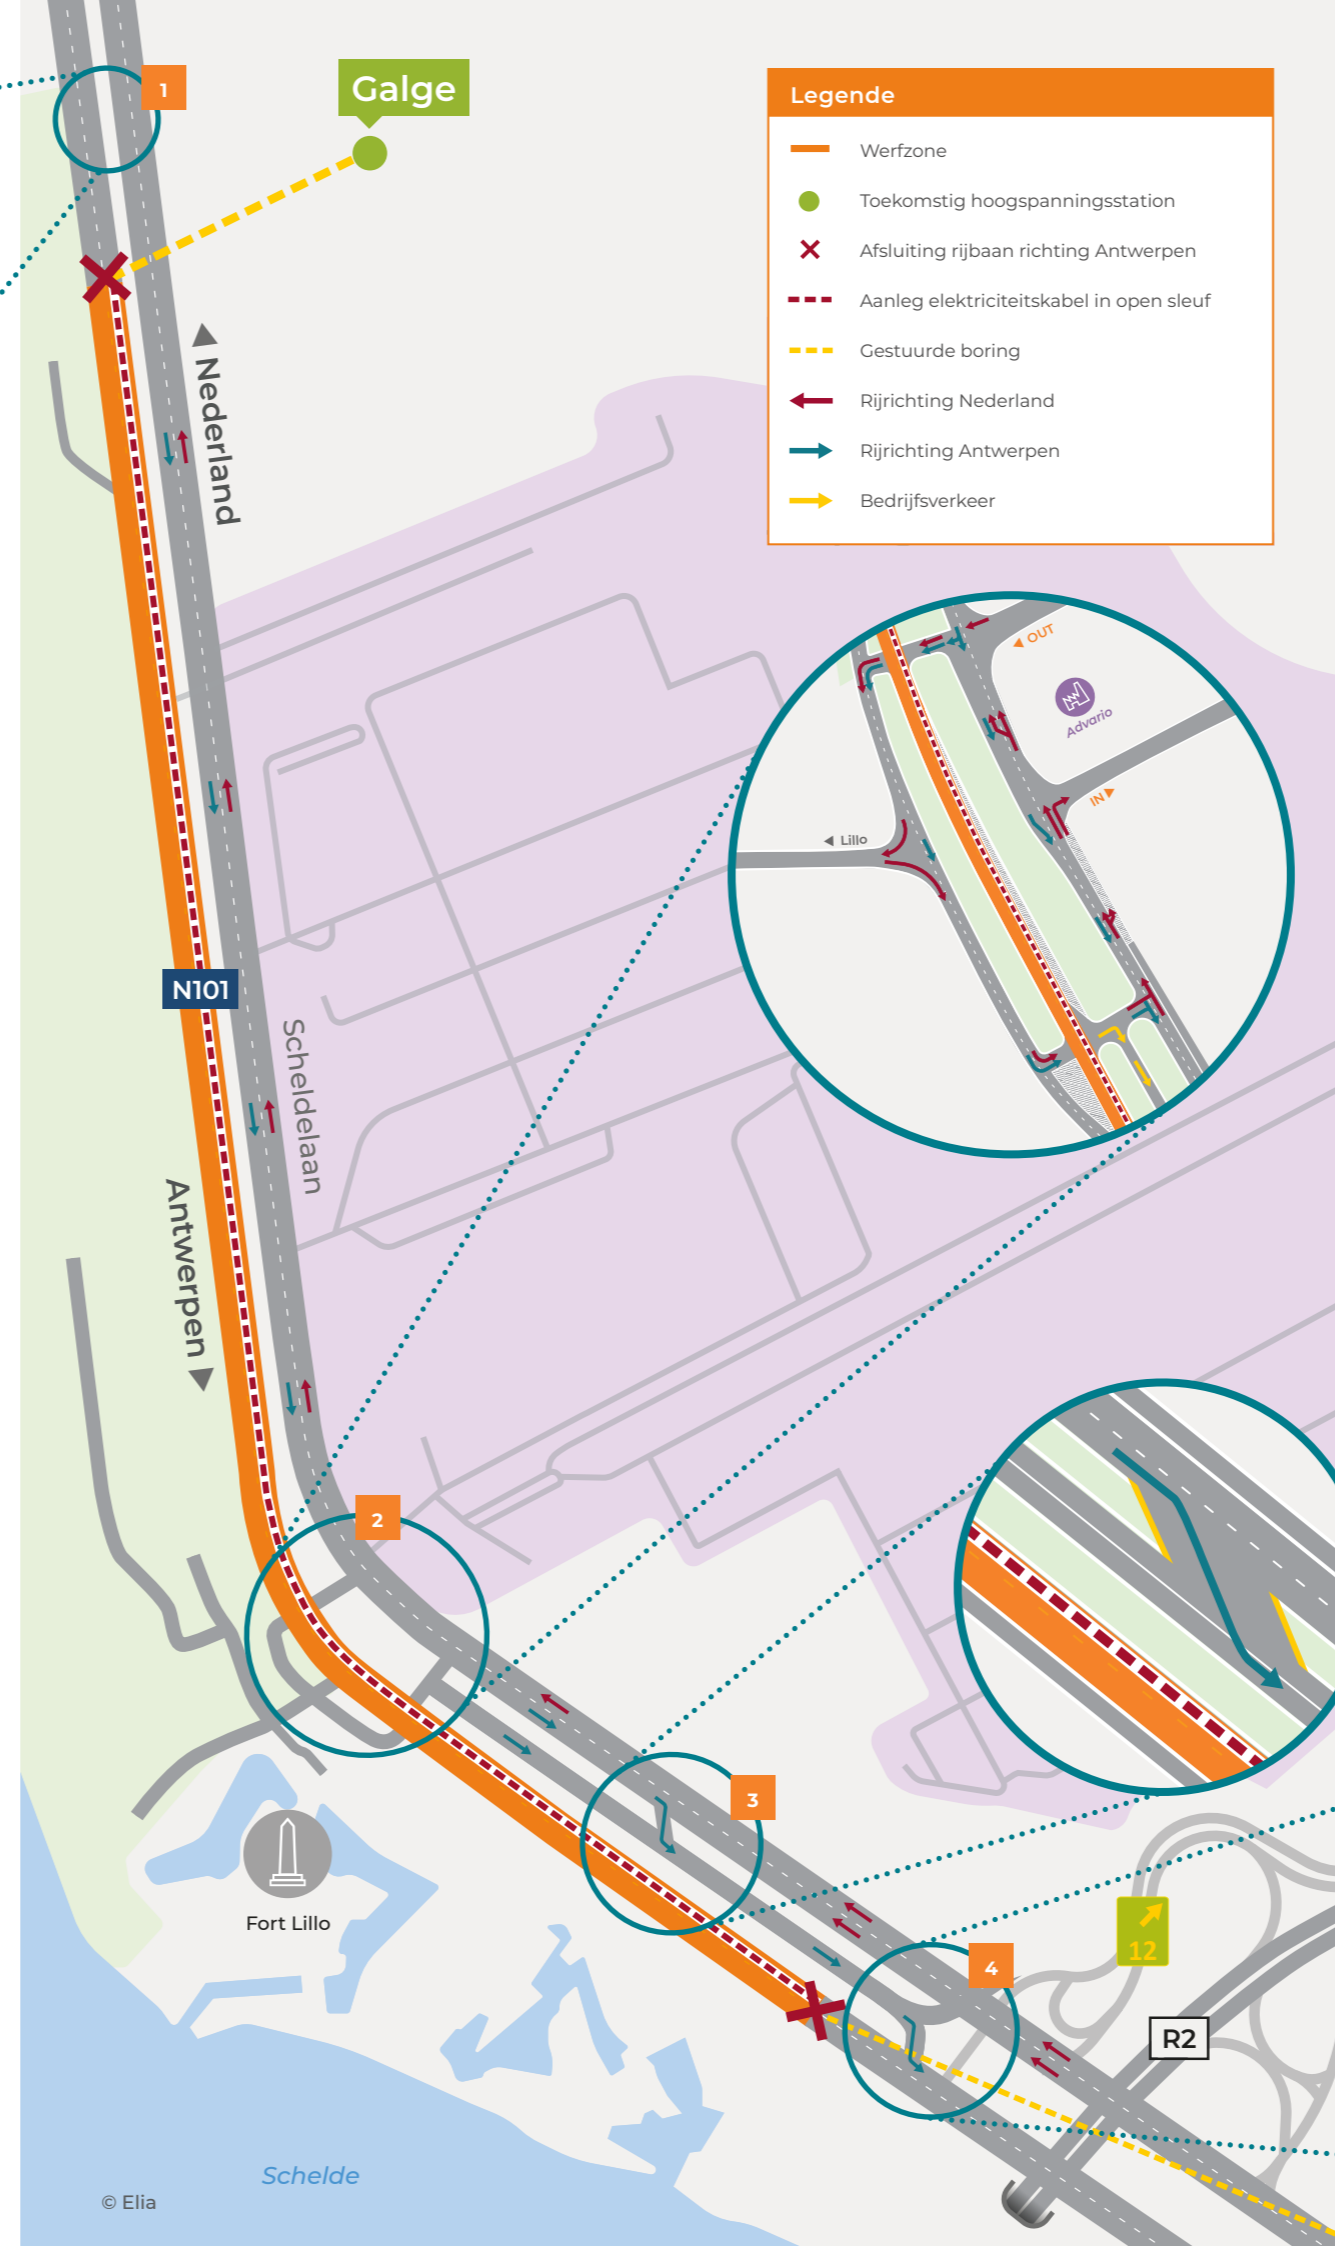 1
Galge
Legende
Werfzone
Toekomstig hoogspanningsstation
Afsluiting rijbaan richting Antwerpen
Aanleg elektriciteitskabel in open sleuf
Gestuurde boring
Rijrichting Nederland
Rijrichting Antwerpen
Bedrijfsverkeer
Nederland
OUT
Advario
IN
Lillo
N101
Scheldelaan
Antwerpen
2
3
Fort Lillo
12
4
R2
Schelde
© Elia